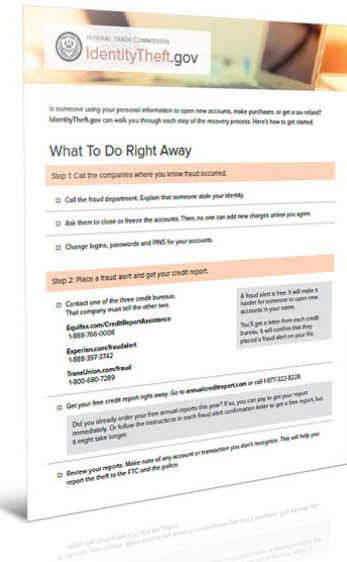 FEDERAL TRADE COMMISSION
IdentityTheft.gov
Is someone using your personal information to open new accounts, make purchases, or get a tax refund?
IdentityTheft.gov can walk you through each step of the recovery process. Here's how to get started.
What To Do Right Away
Step 1: Call the companies where you know fraud occurred.
Call the fraud department. Explain that someone stole your identity.
Ask them to close or freeze the accounts. Then, no one can add new charges unless you agree.
Change logins, passwords and PINS for your accounts.
Step 2: Place a fraud alert and get your credit report.
Contact one of the three credit bureaus.
That company must tell the other two.
Equifax.com/CreditReportAssistance
1-888-766-0008
Experian.com/fraudalert
1-888-397-3742
TransUnion.com/fraud
1-800-680-7289
A fraud alert is free. It will make it
harder for someone to open new
accounts in your name.
You'll get a letter from each credit
bureau. It will confirm that they
placed a fraud alert on your file.
Get your free credit report right away. Go to annualcreditreport.com or call 1-877-322-8228.
Did you already order your free annual reports this year? If so, you can pay to get your report
immediately. Or follow the instructions in each fraud alert confirmation letter to get a free report, but
it might take longer.
Review your reports. Make note of any account or transaction you don't recognize. This will help you
report the theft to the FTC and the police.